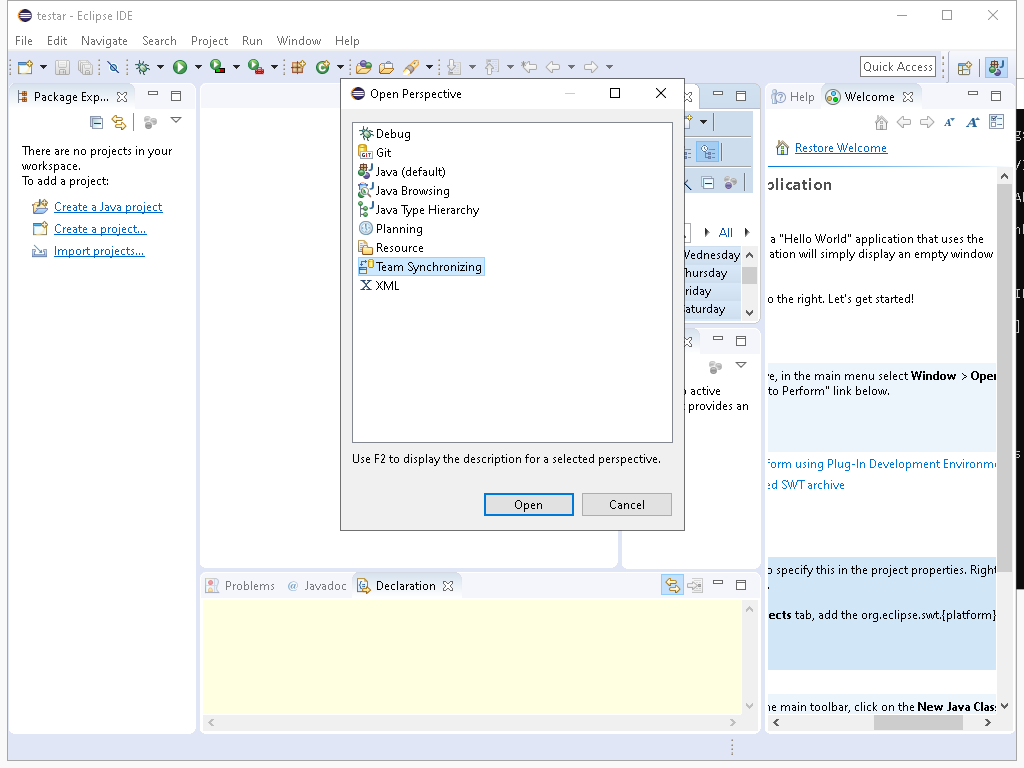 testar - Eclipse IDE
File Edit Navigate Search Project Run Window Help
Quick Access
Package Exp...
There are no projects in your
workspace.
To add a project:
Create a Java project
Create a project...
Import projects...
Open Perspective
Debug
Git
Java (default)
Java Browsing
Java Type Hierarchy
Planning
Resource
Team Synchronizing
XML
Use F2 to display the description for a selected perspective.
Open Cancel
All
Wednesday
Thursday
Friday
Saturday
active
provides an
Problems @ Javadoc Declaration
Help Welcome
Restore Welcome
plication
a "Hello World" application that uses the
ation will simply display an empty window
o the right. Let's get started!
e, in the main menu select Window > Open
to Perform" link below.
form using Plug-In Development Environme
ed SWT archive
o specify this in the project properties. Right
ects tab, add the org.eclipse.swt.{platform}
he main toolbar, click on the New Java Clas